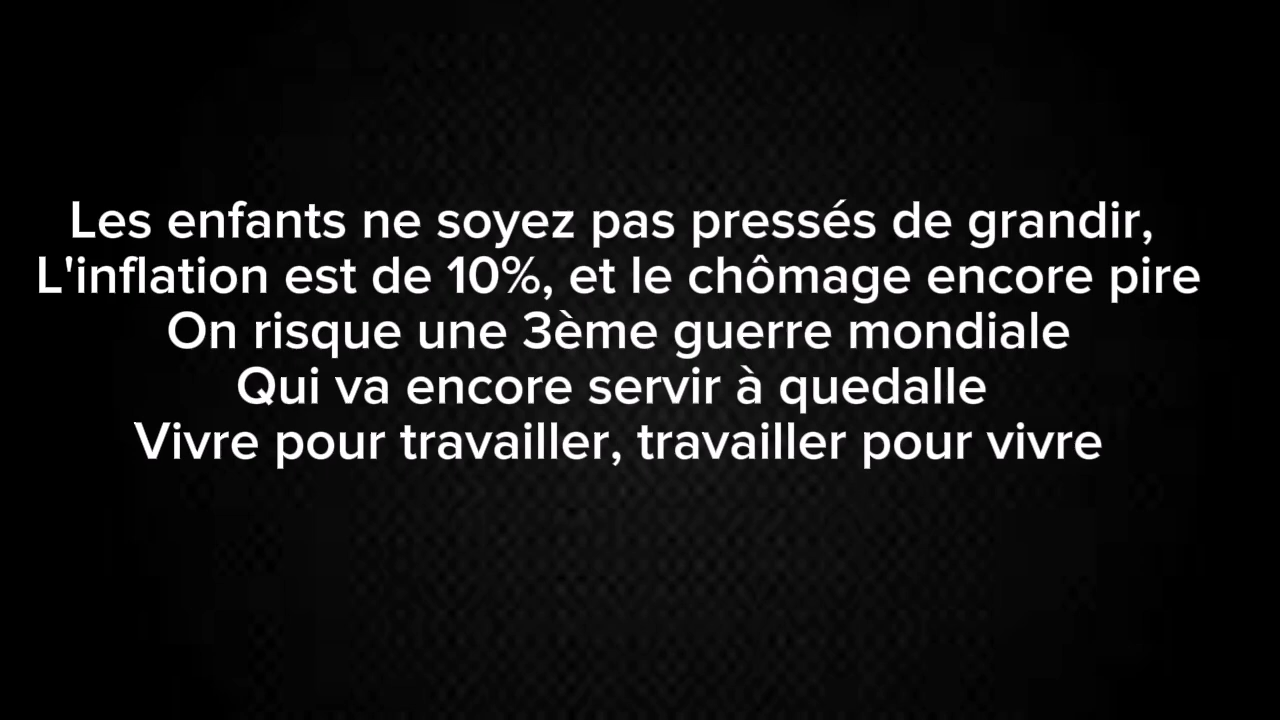 Les enfants ne soyez pas pressés de grandir,
L'inflation est de 10%, et le chômage encore pire
On risque une 3ème guerre mondiale
Qui va encore servir à quedalle
Vivre pour travailler, travailler pour vivre